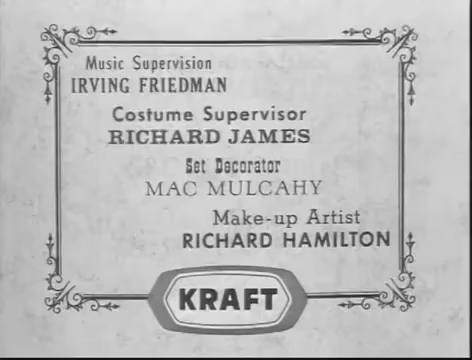 Music Supervision
IRVING FRIEDMAN
Costume Supervisor
RICHARD JAMES
Set Decorator
MAC MULCAHY
Make-up Artist
RICHARD HAMILTON
KRAFT